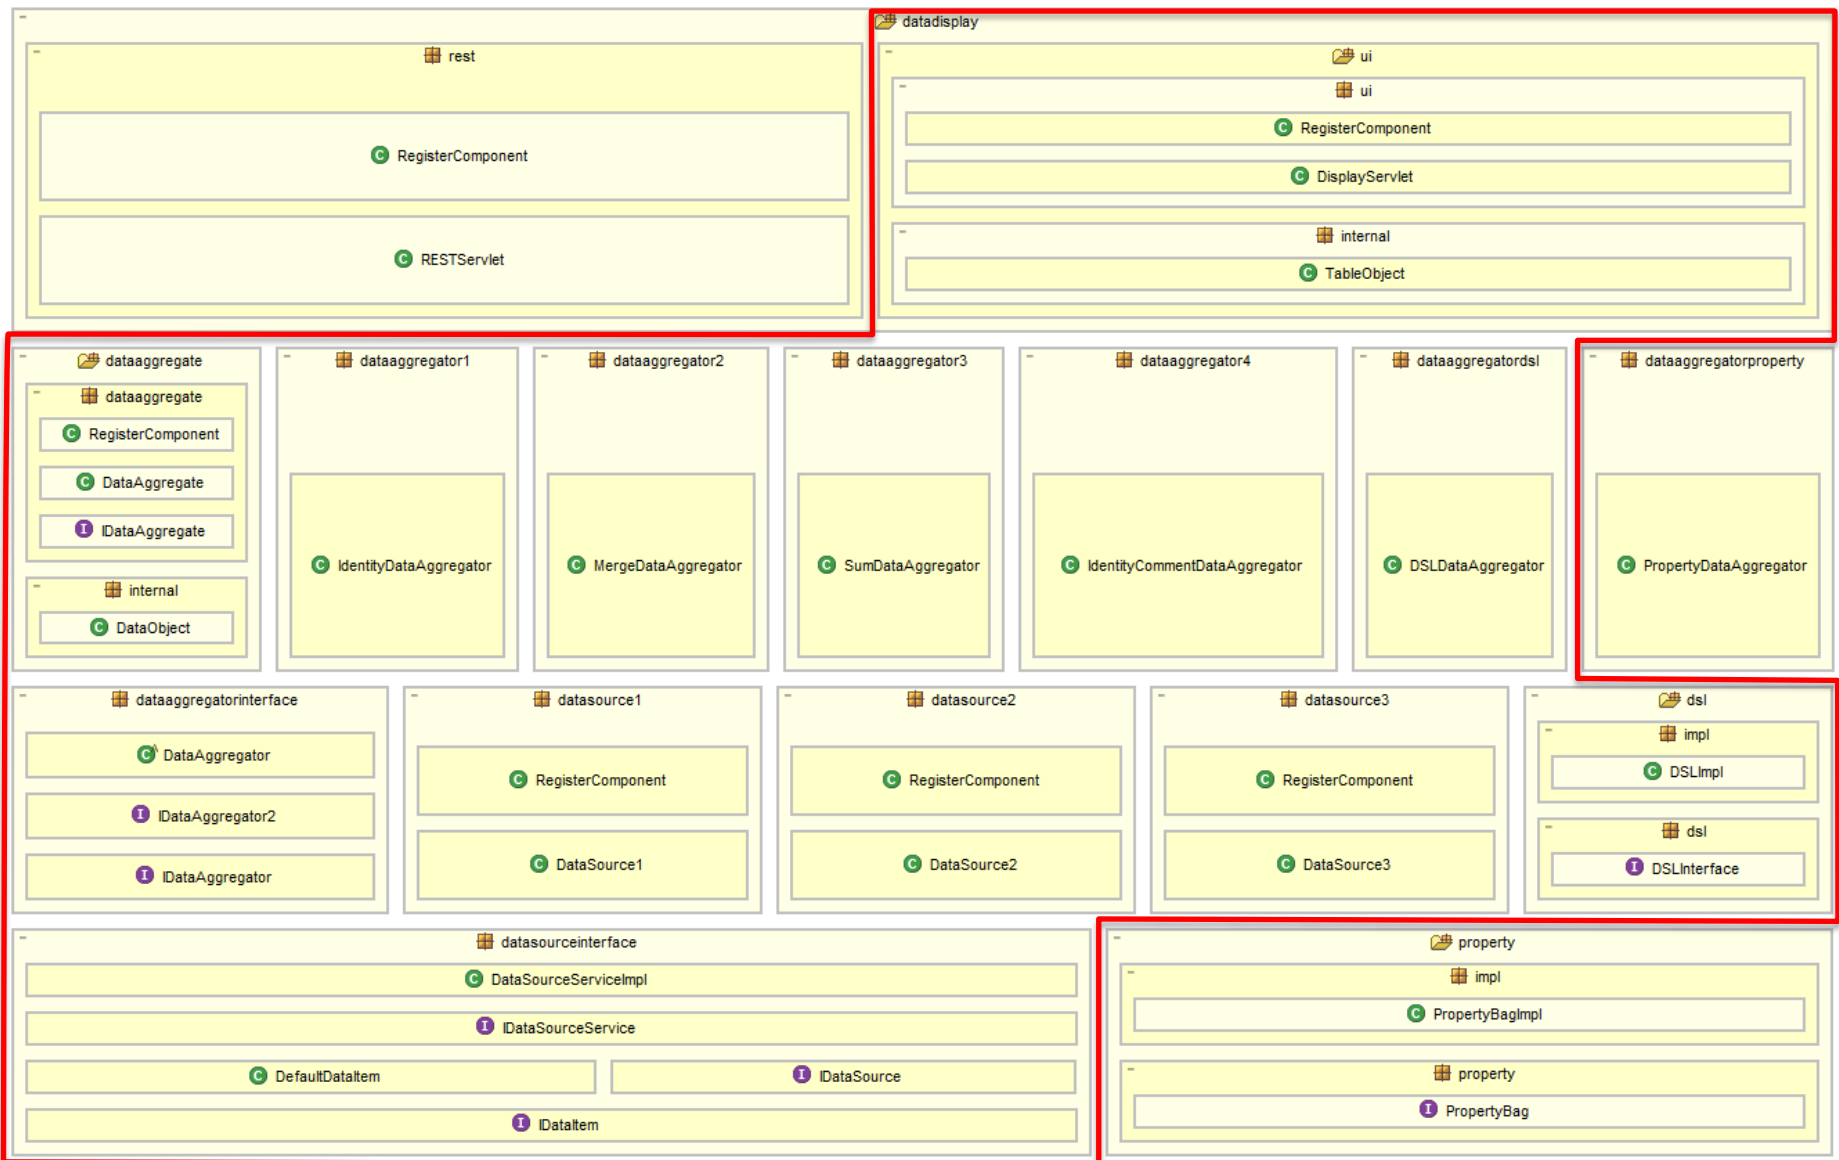 datadisplay
rest
ui
ui
RegisterComponent
RegisterComponent
DisplayServlet
internal
RESTServlet
TableObject
dataaggregate
dataaggregator1
dataaggregator2
dataaggregator3
dataaggregator4
dataaggregatordsl
dataaggregatorproperty
dataaggregate
RegisterComponent
DataAggregate
IDataAggregate
IdentityDataAggregator
MergeDataAggregator
SumDataAggregator
IdentityCommentDataAggregator
DSLDataAggregator
PropertyDataAggregator
internal
DataObject
dataaggregatorinterface
datasource1
datasource2
datasource3
dsl
DataAggregator
IDataAggregator2
IDataAggregator
RegisterComponent
DataSource1
RegisterComponent
DataSource2
RegisterComponent
DataSource3
impl
DSLImpl
dsl
DSLInterface
datasourceinterface
DataSourceServiceImpl
IDataSourceService
DefaultDataItem
IDataSource
IDataItem
property
impl
PropertyBagImpl
property
PropertyBag